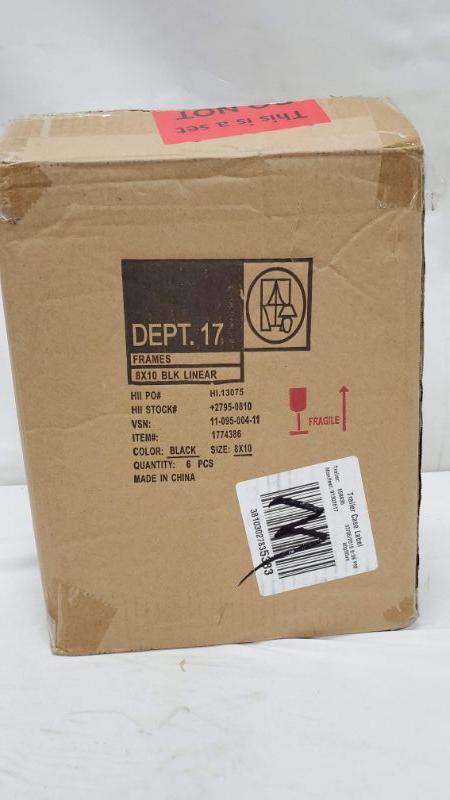 This is a set
DO NOT
DEPT. 17
FRAMES
8X10 BLK LINEAR
HII PO# HI.13075
HII STOCK# +2795-0810
VSN: 11-095-004-11
ITEM#: 1774386
COLOR: BLACK SIZE: 8X10
QUANTITY: 6 PCS
MADE IN CHINA
FRAGILE
Trailer Case Label
Trailer:
Manifest: